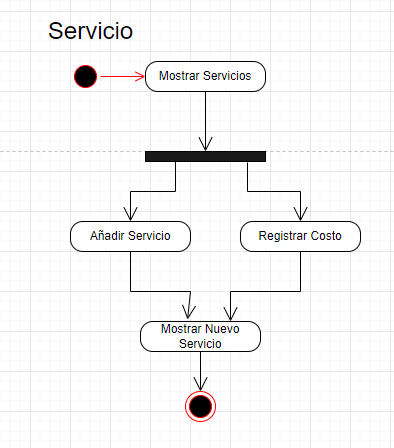 Servicio
Mostrar Servicios
Añadir Servicio
Registrar Costo
Mostrar Nuevo
Servicio